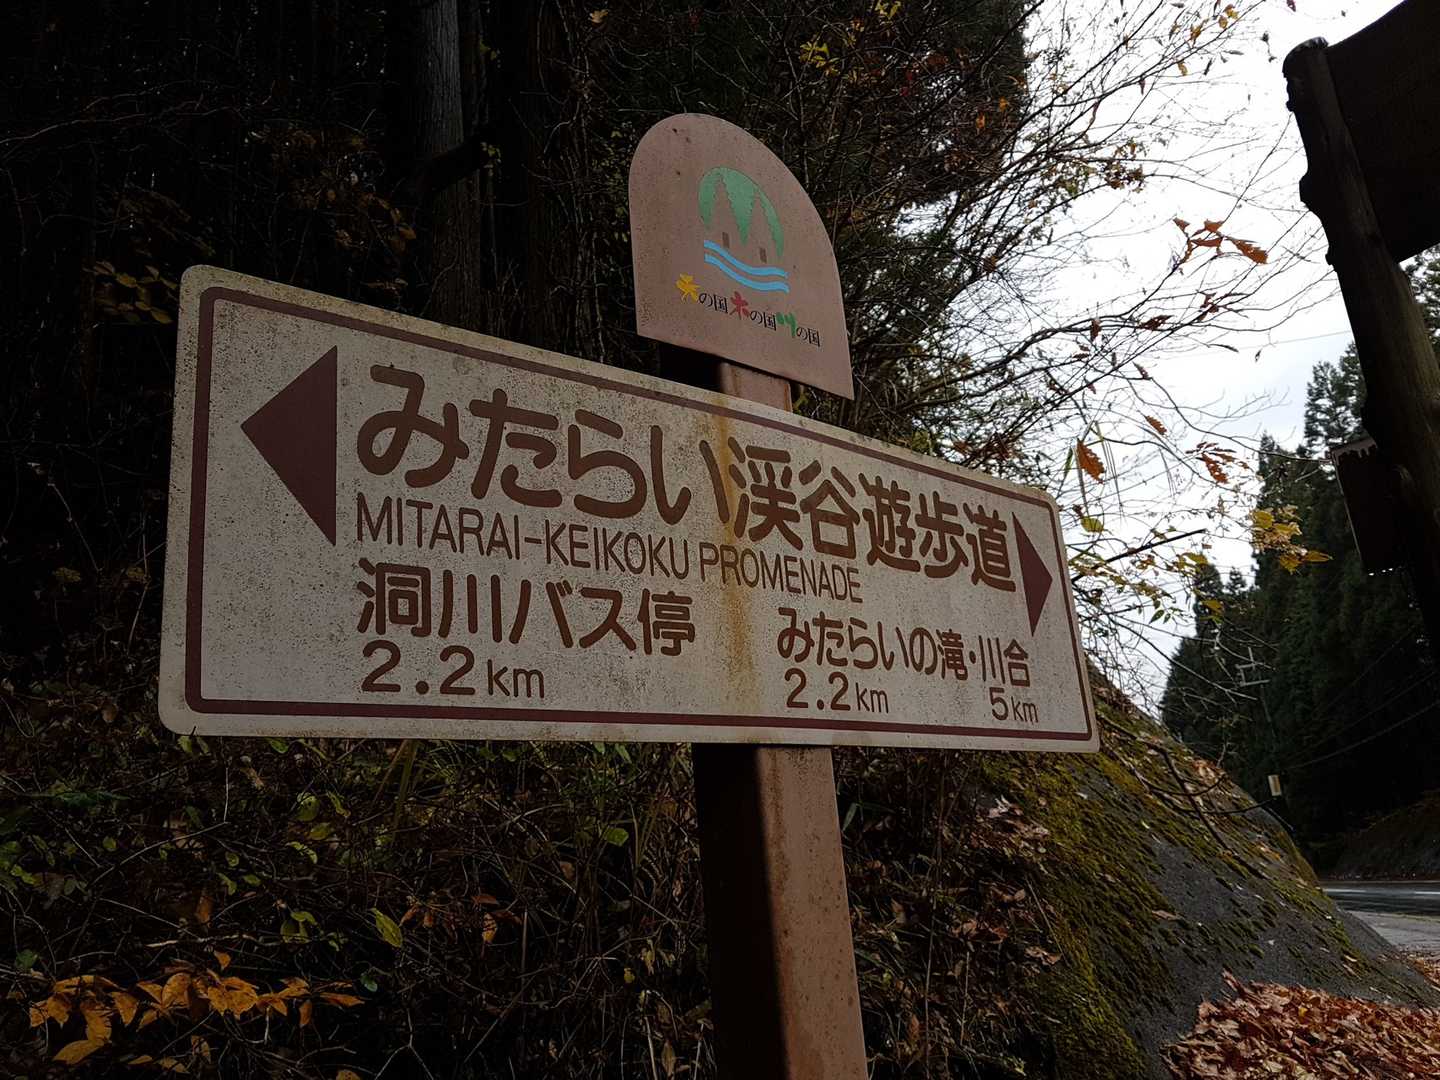 天の国木の国川の国
みたらい渓谷遊歩道
MITARAI-KEIKOKU PROMENADE
洞川バス停 みたらいの滝・川合
2.2km 2.2km 5km